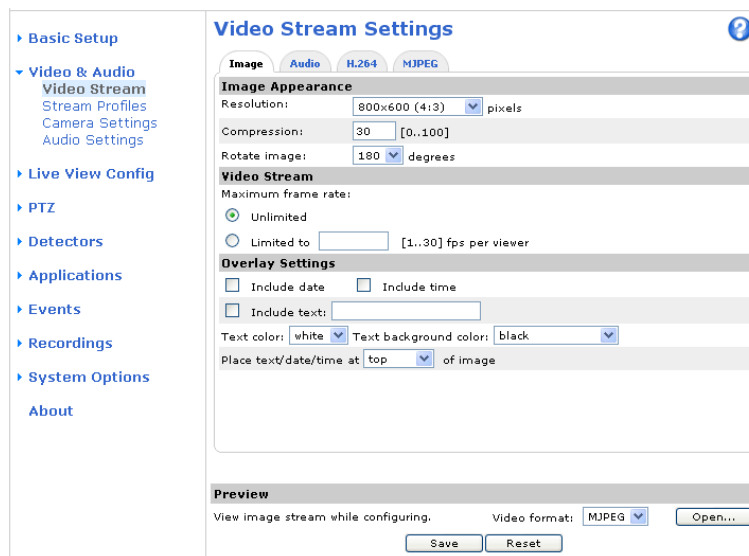 Basic Setup
Video & Audio
Video Stream
Stream Profiles
Camera Settings
Audio Settings
Live View Config
PTZ
Detectors
Applications
Events
Recordings
System Options
About
Video Stream Settings
?
Image Audio H.264 MJPEG
Image Appearance
Resolution: 800x600 (4:3) pixels
Compression: 30 [0..100]
Rotate image: 180 degrees
Video Stream
Maximum frame rate:
Unlimited
Limited to [1..30] fps per viewer
Overlay Settings
Include date Include time
Include text:
Text color: white Text background color: black
Place text/date/time at top of image
Preview
View image stream while configuring. Video format: MJPEG Open...
Save Reset